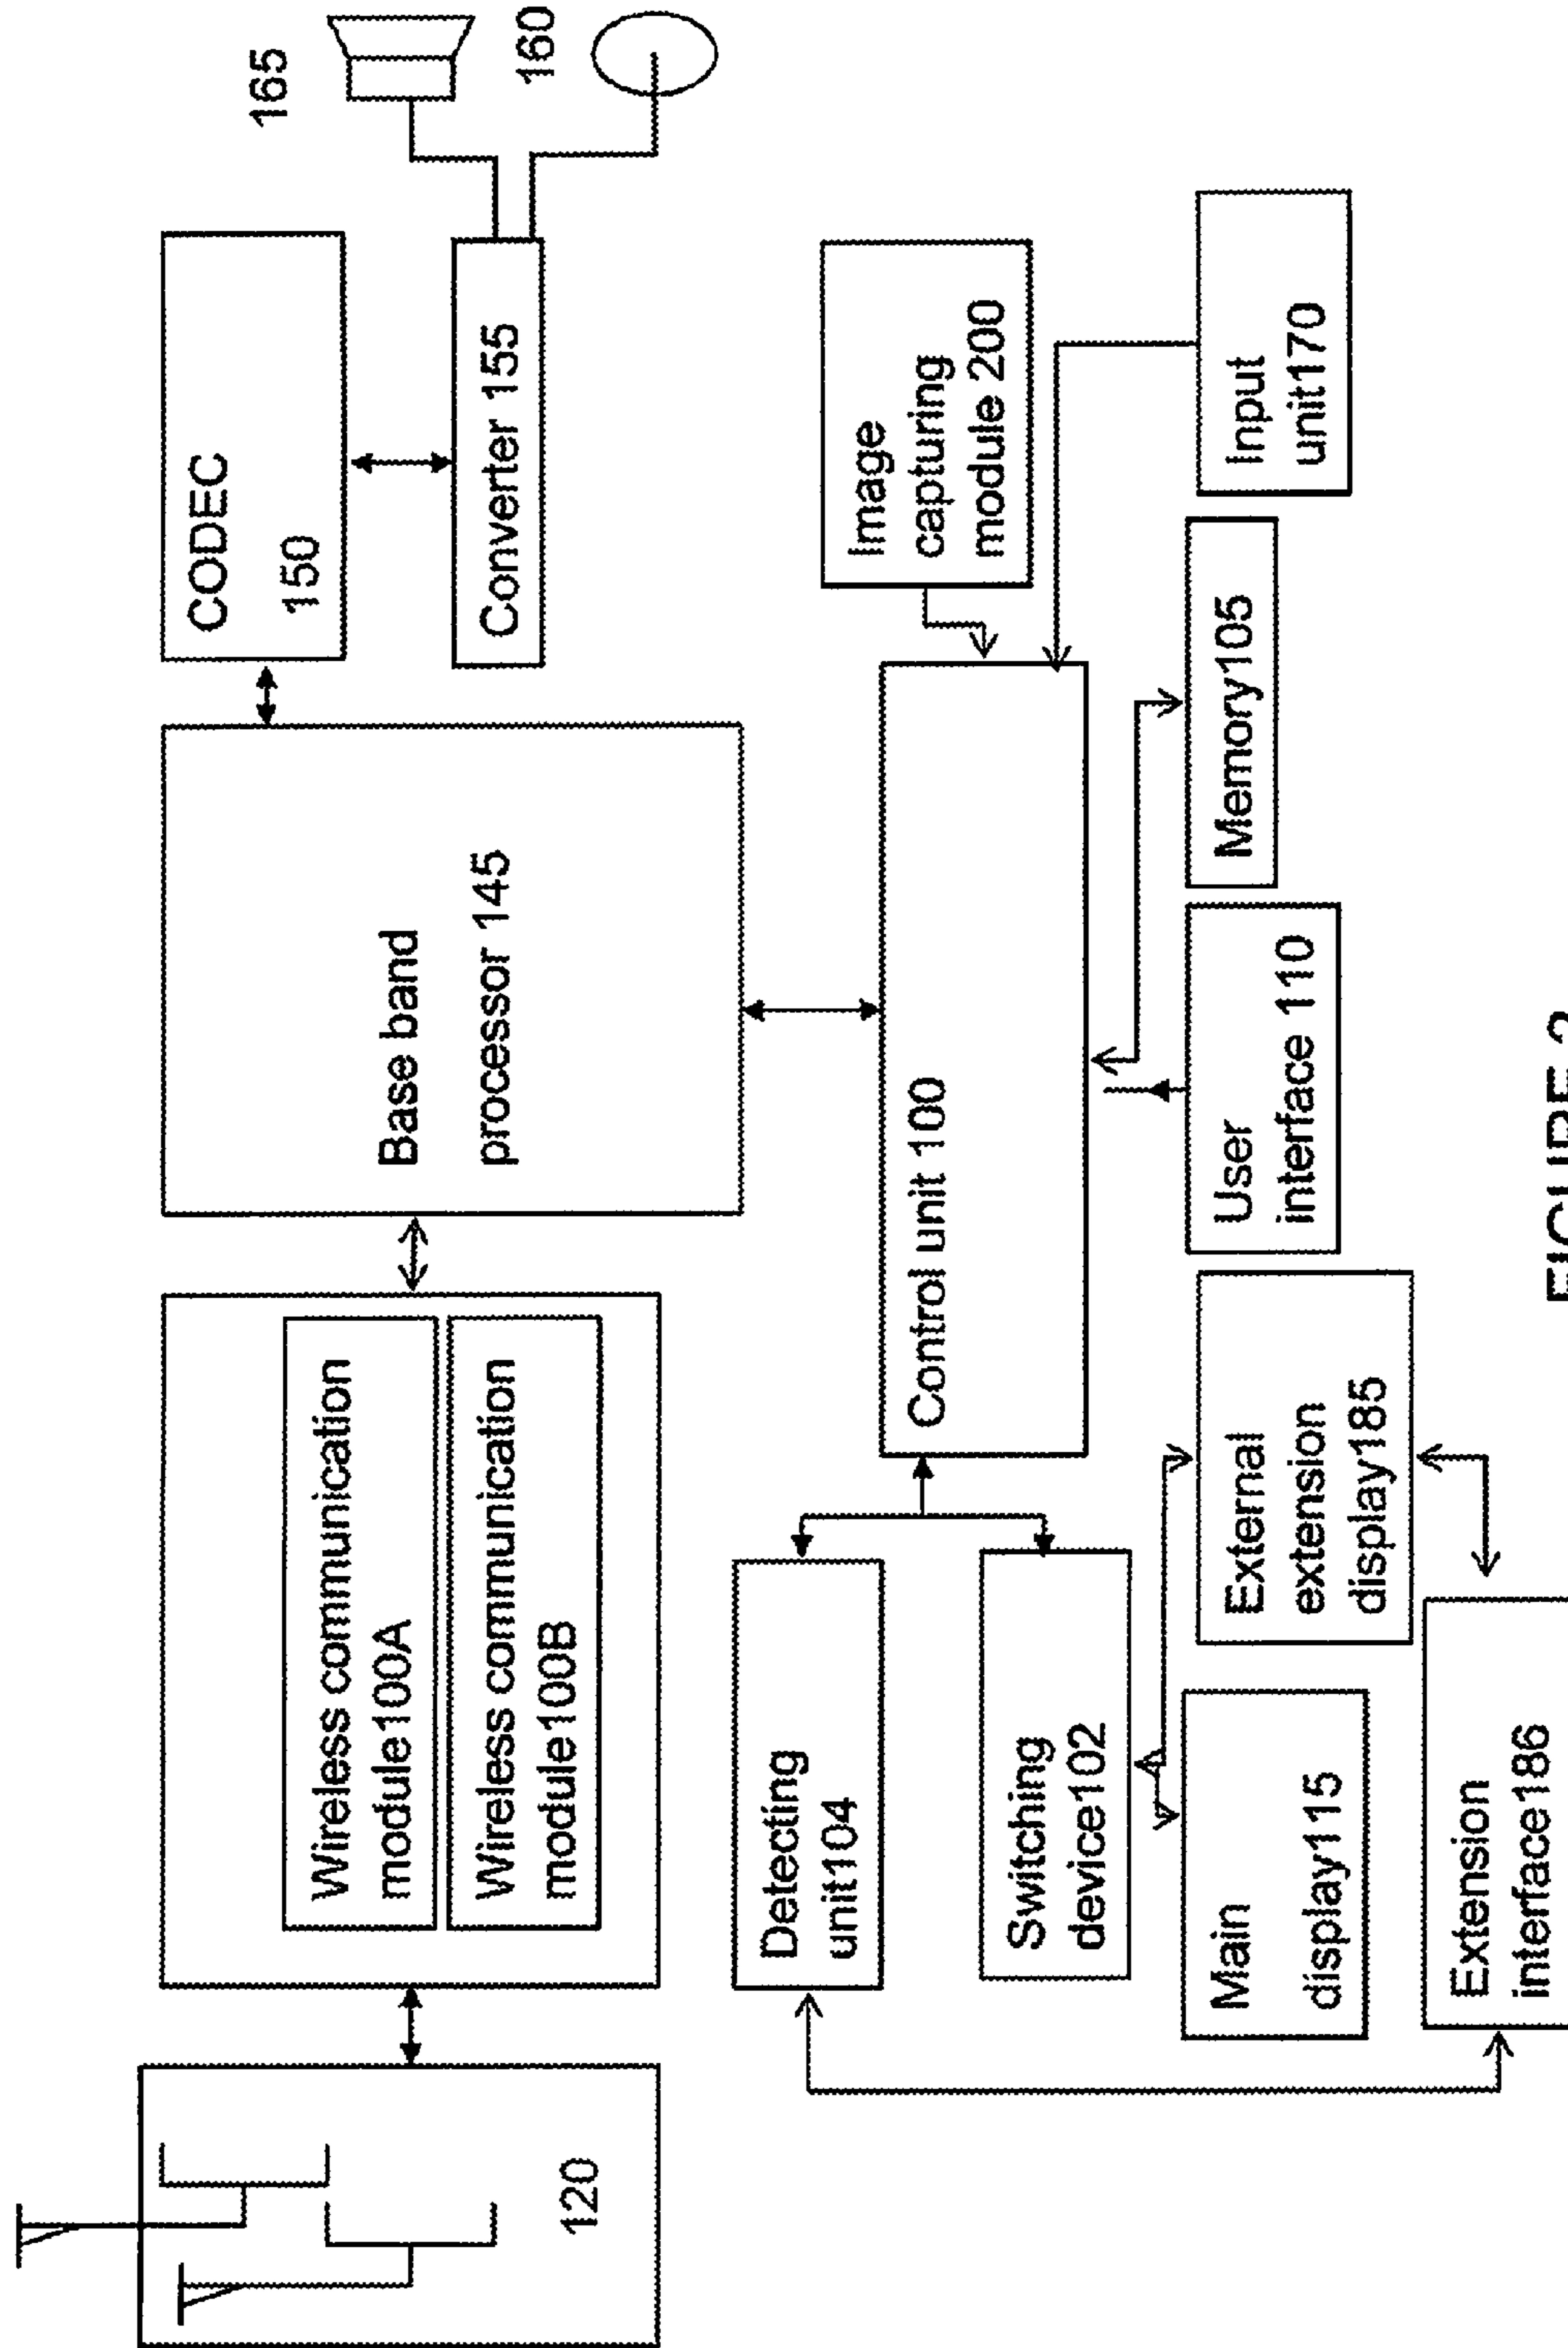 165
160
CODEC
150
Converter 155
Base band
processor 145
Wireless communication
module100A
Wireless communication
module100B
120
Image
capturing
module 200
Control unit 100
Detecting
unit104
Switching
device102
Input
unit170
Memory105
User
interface 110
External
extension
display185
Main
display115
Extension
interface186
FIGURE 2